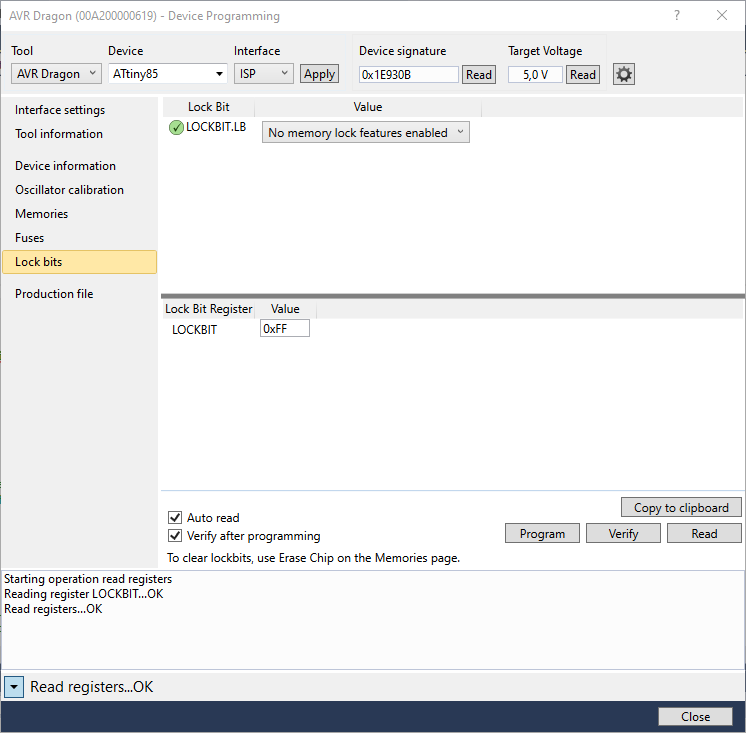 AVR Dragon (00A200000619) - Device Programming
?
Tool Device Interface Device signature Target Voltage
AVR Dragon ATtiny85 ISP Apply 0x1E930B Read 5,0 V Read
Interface settings
Tool information
Device information
Oscillator calibration
Memories
Fuses
Lock bits
Production file
Lock Bit Value
LOCKBIT.LB No memory lock features enabled
Lock Bit Register Value
LOCKBIT 0xFF
Copy to clipboard
Auto read
Verify after programming
Program Verify Read
To clear lockbits, use Erase Chip on the Memories page.
Starting operation read registers
Reading register LOCKBIT...OK
Read registers...OK
Read registers...OK
Close